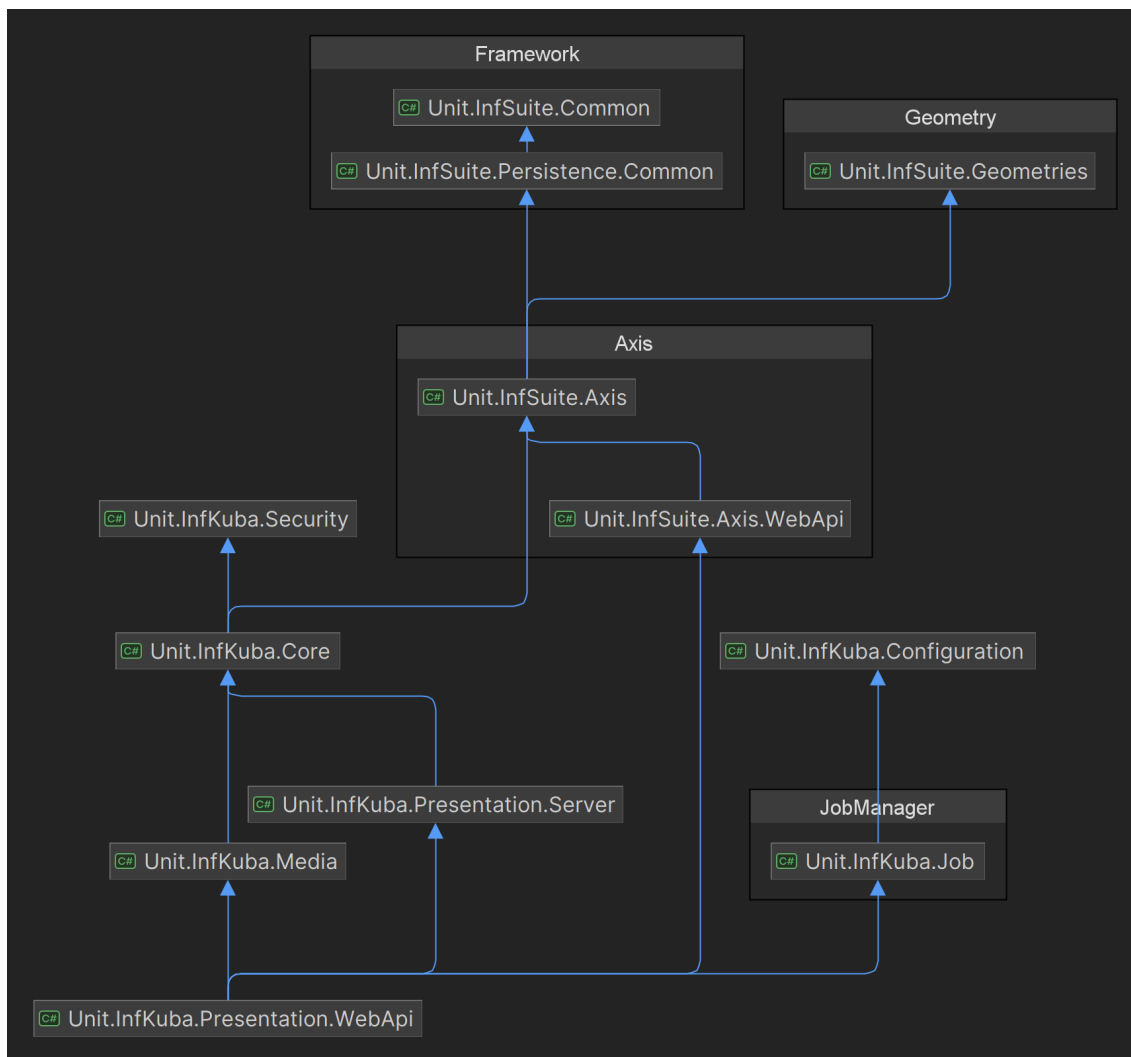 Framework
C# Unit.InfSuite.Common
C# Unit.InfSuite.Persistence.Common
Geometry
C# Unit.InfSuite.Geometries
Axis
C# Unit.InfSuite.Axis
C# Unit.InfKuba.Security
C# Unit.InfSuite.Axis.WebApi
C# Unit.InfKuba.Core
C# Unit.InfKuba.Configuration
C# Unit.InfKuba.Presentation.Server
JobManager
C# Unit.InfKuba.Media
C# Unit.InfKuba.Job
C# Unit.InfKuba.Presentation.WebApi